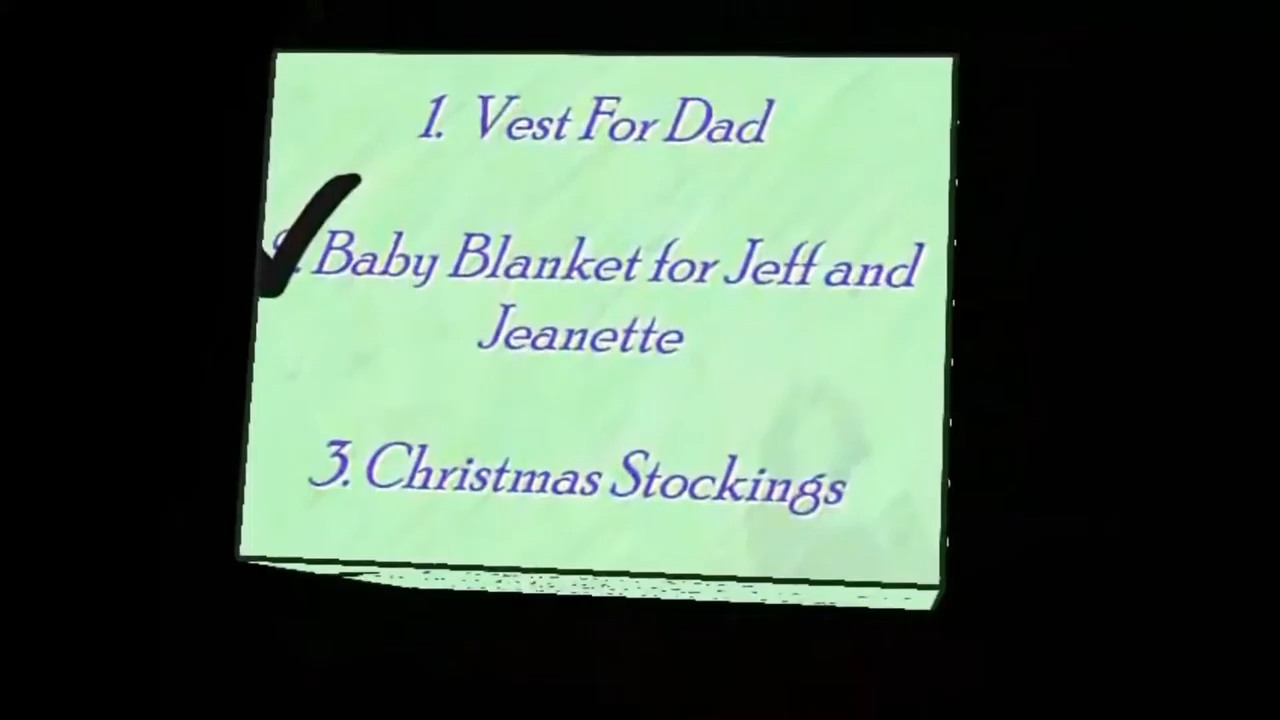 1. Vest For Dad
. Baby Blanket for Jeff and
Jeanette
3. Christmas Stockings